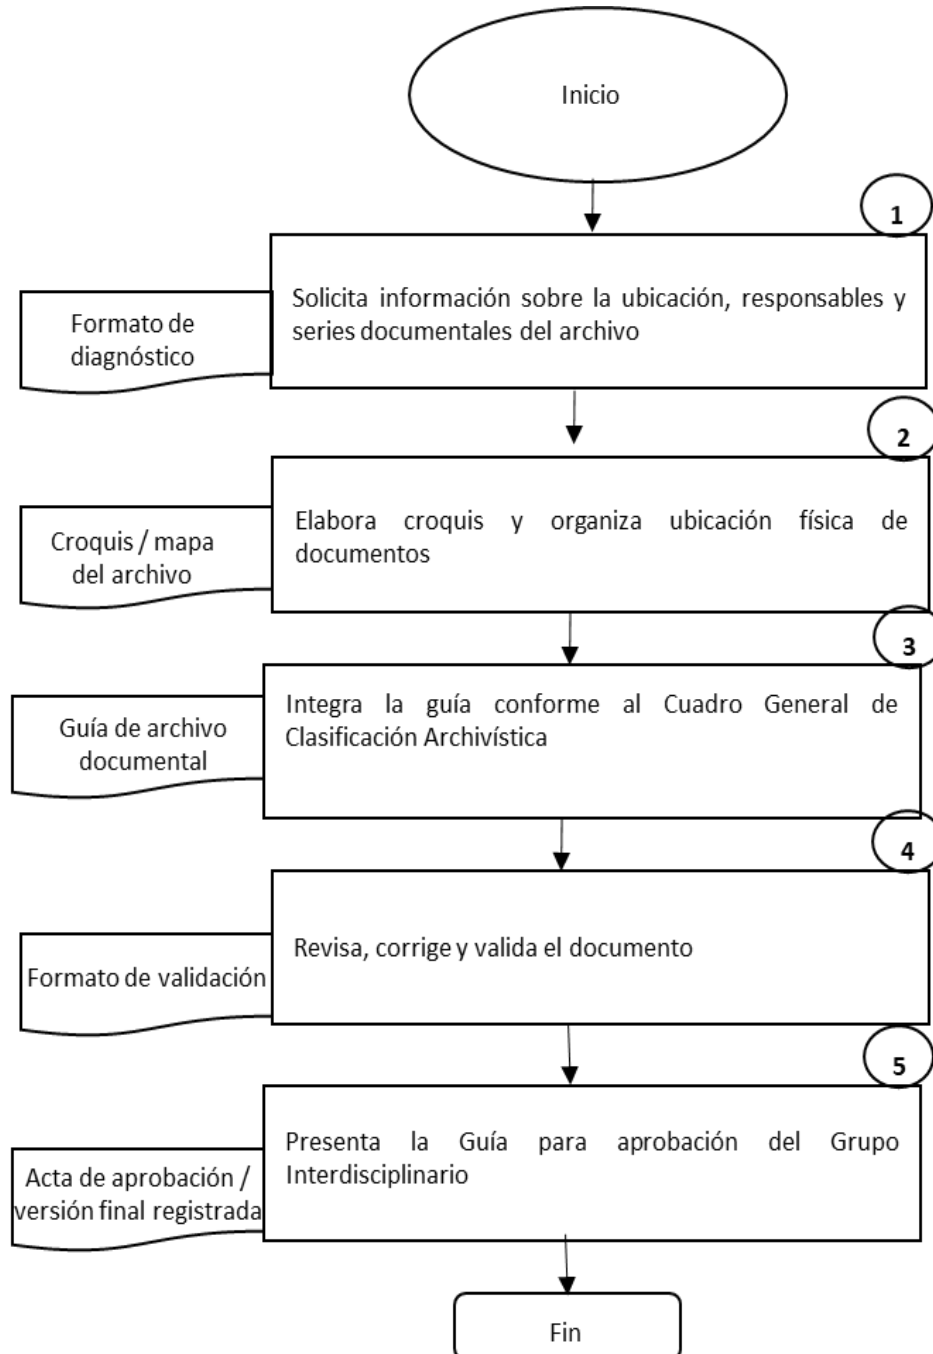 Inicio
1
Solicita información sobre la ubicación, responsables y
series documentales del archivo
Formato de
diagnóstico
2
Elabora croquis y organiza ubicación física de
documentos
Croquis / mapa
del archivo
3
Integra la guía conforme al Cuadro General de
Clasificación Archivística
Guía de archivo
documental
4
Revisa, corrige y valida el documento
Formato de validación
5
Presenta la Guía para aprobación del Grupo
Interdisciplinario
Acta de aprobación /
versión final registrada
Fin